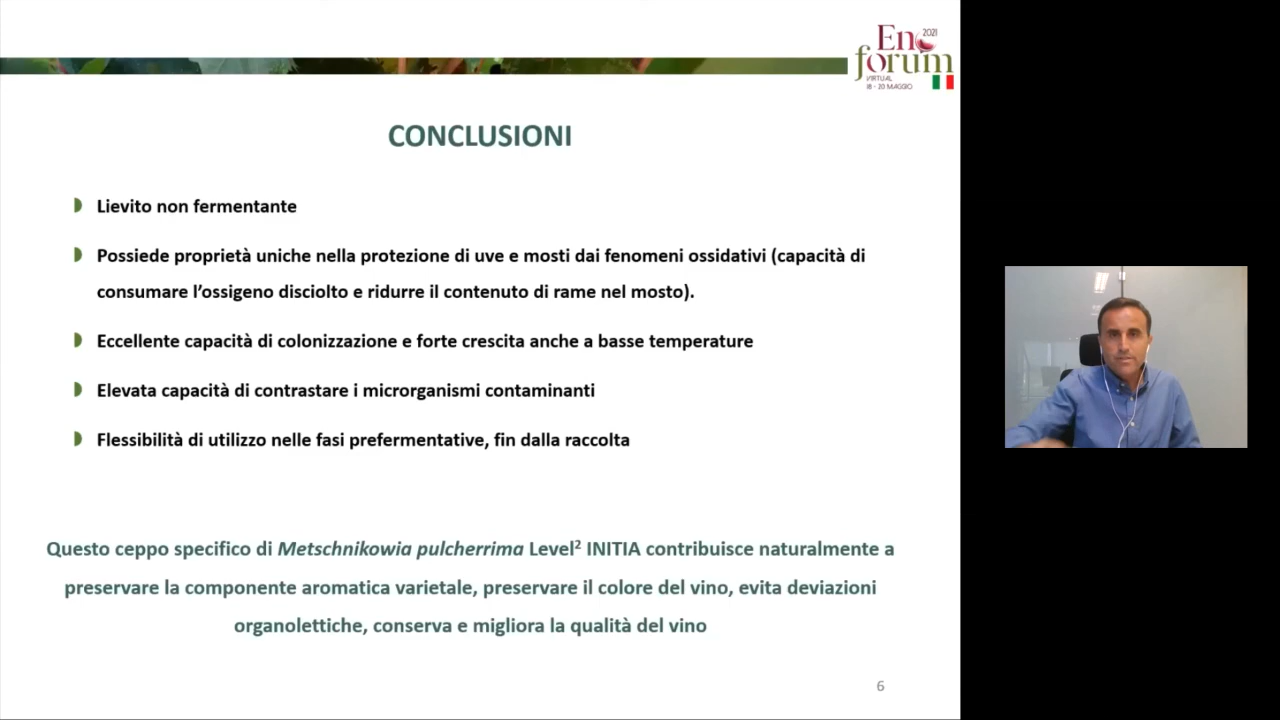 Eno
2021
forum
VIRTUAL
18 - 20 MAGGIO
CONCLUSIONI
Lievito non fermentante
Possiede proprietà uniche nella protezione di uve e mosti dai fenomeni ossidativi (capacità di
consumare l’ossigeno disciolto e ridurre il contenuto di rame nel mosto).
Eccellente capacità di colonizzazione e forte crescita anche a basse temperature
Elevata capacità di contrastare i microrganismi contaminanti
Flessibilità di utilizzo nelle fasi prefermentative, fin dalla raccolta
Questo ceppo specifico di Metschnikowia pulcherrima Level² INITIA contribuisce naturalmente a
preservare la componente aromatica varietale, preservare il colore del vino, evita deviazioni
organolettiche, conserva e migliora la qualità del vino
6